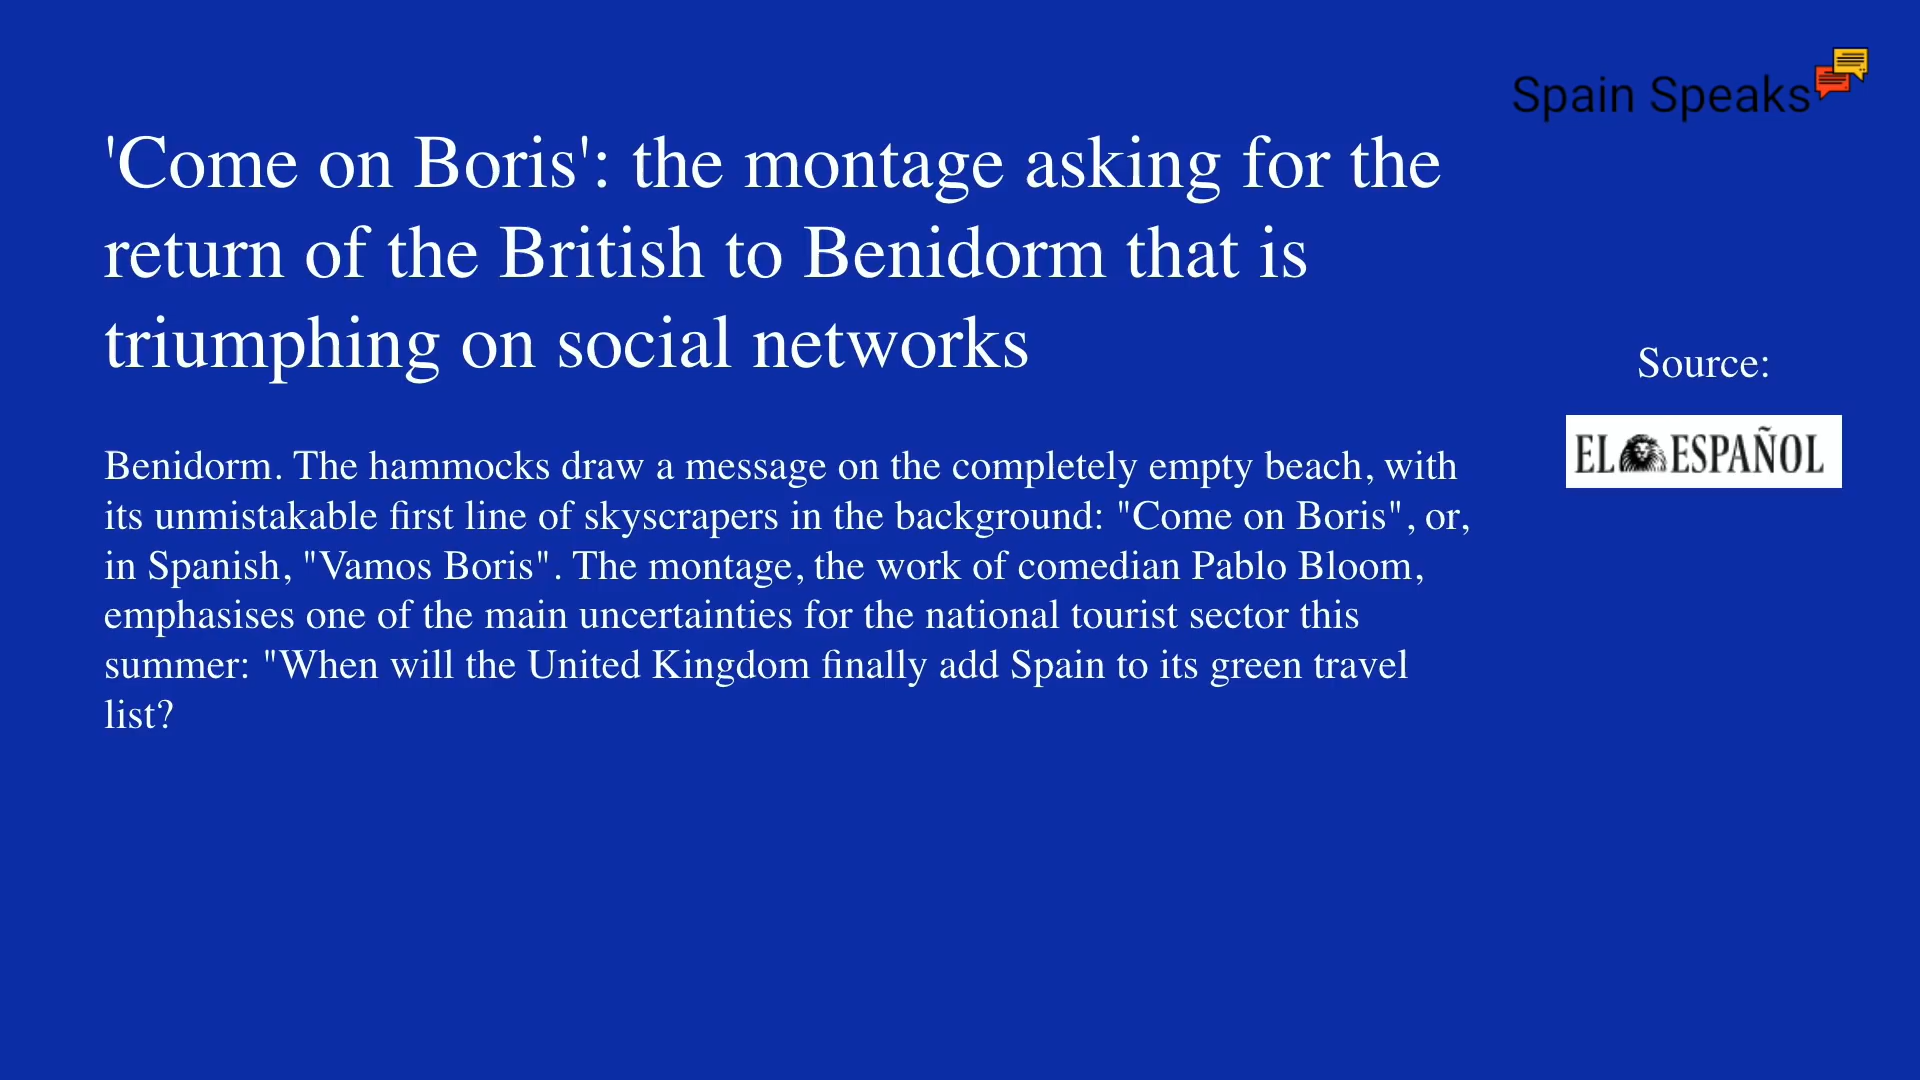 Spain Speaks
'Come on Boris': the montage asking for the
return of the British to Benidorm that is
triumphing on social networks
Source:
EL ESPAÑOL
Benidorm. The hammocks draw a message on the completely empty beach, with
its unmistakable first line of skyscrapers in the background: "Come on Boris", or,
in Spanish, "Vamos Boris". The montage, the work of comedian Pablo Bloom,
emphasises one of the main uncertainties for the national tourist sector this
summer: "When will the United Kingdom finally add Spain to its green travel
list?